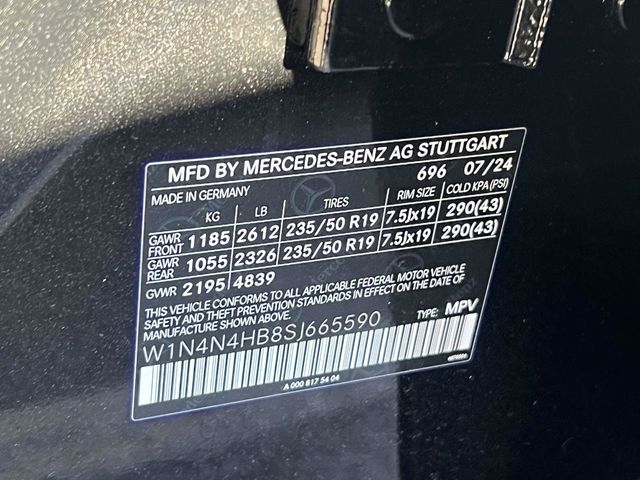 MFD BY MERCEDES-BENZ AG STUTTGART
MADE IN GERMANY 696 07/24
KG LB TIRES RIM SIZE COLD KPA (PSI)
GAWR FRONT 1185 2612 235/50 R19 7.5Jx19 290(43)
GAWR REAR 1055 2326 235/50 R19 7.5Jx19 290(43)
GVWR 2195 4839
THIS VEHICLE CONFORMS TO ALL APPLICABLE FEDERAL MOTOR VEHICLE
SAFETY AND THEFT PREVENTION STANDARDS IN EFFECT ON THE
DATE OF MANUFACTURE SHOWN ABOVE.
W1N4N4HB8SJ665590 TYPE: MPV
A 000 817 54 04